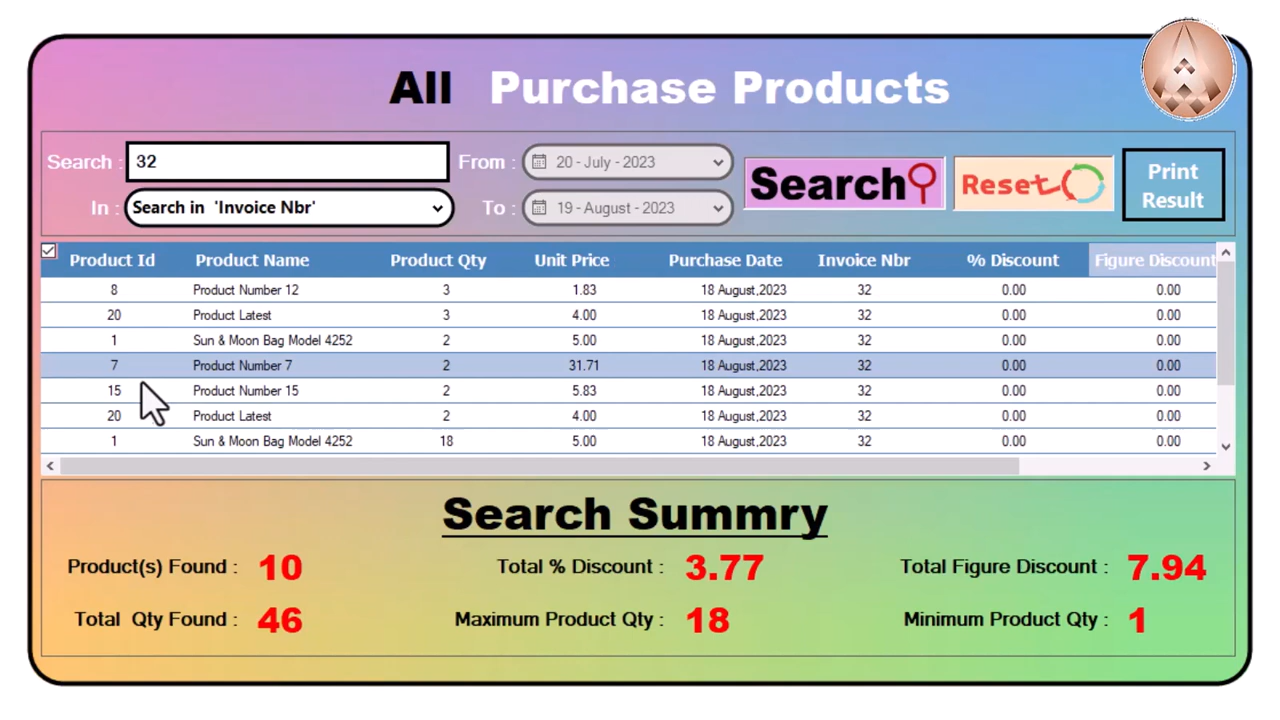 All Purchase Products
Search : 32 From : 20 - July - 2023
In : Search in 'Invoice Nbr' To : 19 - August - 2023
Search Reset Print Result
Product Id Product Name Product Qty Unit Price Purchase Date Invoice Nbr % Discount Figure Discount
8 Product Number 12 3 1.83 18 August,2023 32 0.00 0.00
20 Product Latest 3 4.00 18 August,2023 32 0.00 0.00
1 Sun & Moon Bag Model 4252 2 5.00 18 August,2023 32 0.00 0.00
7 Product Number 7 2 31.71 18 August,2023 32 0.00 0.00
15 Product Number 15 2 5.83 18 August,2023 32 0.00 0.00
20 Product Latest 2 4.00 18 August,2023 32 0.00 0.00
1 Sun & Moon Bag Model 4252 18 5.00 18 August,2023 32 0.00 0.00
Search Summry
Product(s) Found : 10 Total % Discount : 3.77 Total Figure Discount : 7.94
Total Qty Found : 46 Maximum Product Qty : 18 Minimum Product Qty : 1